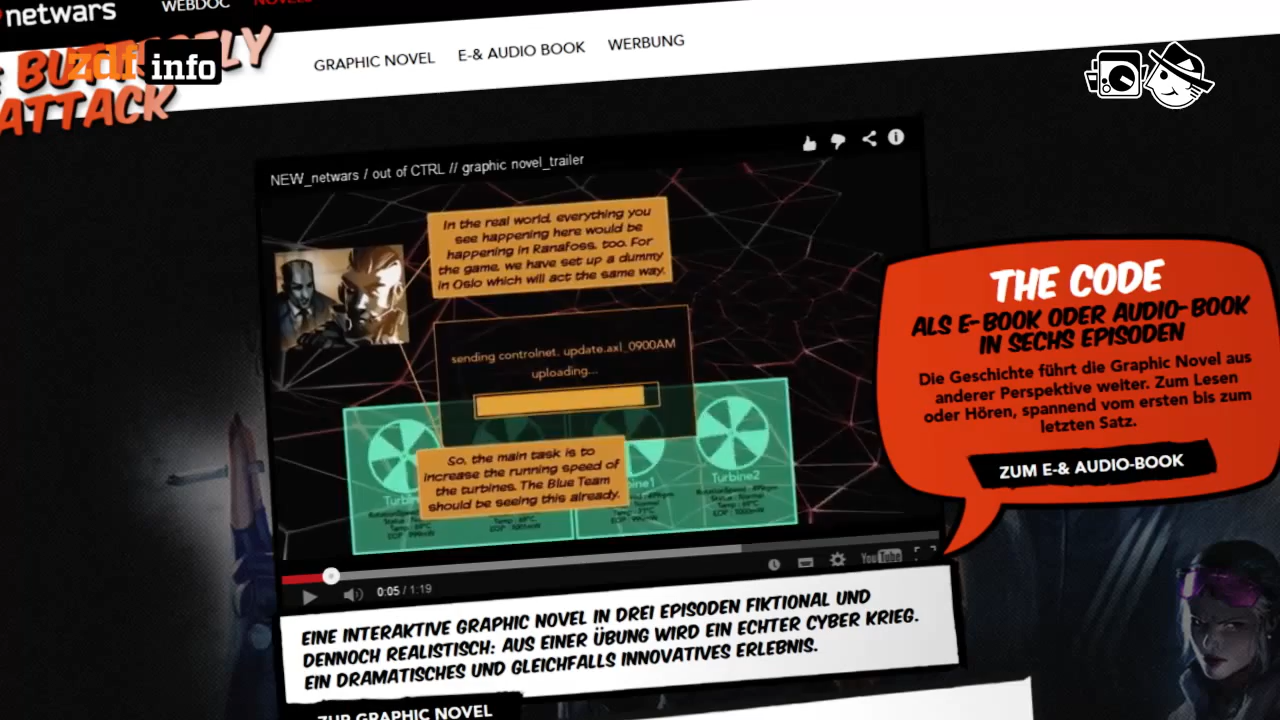 netwars
WEBDOC
NOVELS
BUTTERFLY
ATTACK
zdf info
GRAPHIC NOVEL
E-& AUDIO BOOK
WERBUNG
NEW_netwars / out of CTRL // graphic novel_trailer
In the real world, everything you
see happening here would be
happening in Ranafoss, too. For
the game, we have set up a dummy
in Oslo which will act the same way.
sending controlnet. update.axl_0900AM
uploading...
So, the main task is to
increase the running speed of
the turbines. The Blue Team
should be seeing this already.
Turbine2
THE CODE
ALS E-BOOK ODER AUDIO-BOOK
IN SECHS EPISODEN
Die Geschichte führt die Graphic Novel aus
anderer Perspektive weiter. Zum Lesen
oder Hören, spannend vom ersten bis zum
letzten Satz.
ZUM E-& AUDIO-BOOK
0:05 / 1:19
YouTube
EINE INTERAKTIVE GRAPHIC NOVEL IN DREI EPISODEN FIKTIONAL UND
DENNOCH REALISTISCH: AUS EINER ÜBUNG WIRD EIN ECHTER CYBER KRIEG.
EIN DRAMATISCHES UND GLEICHFALLS INNOVATIVES ERLEBNIS.
ZUR GRAPHIC NOVEL